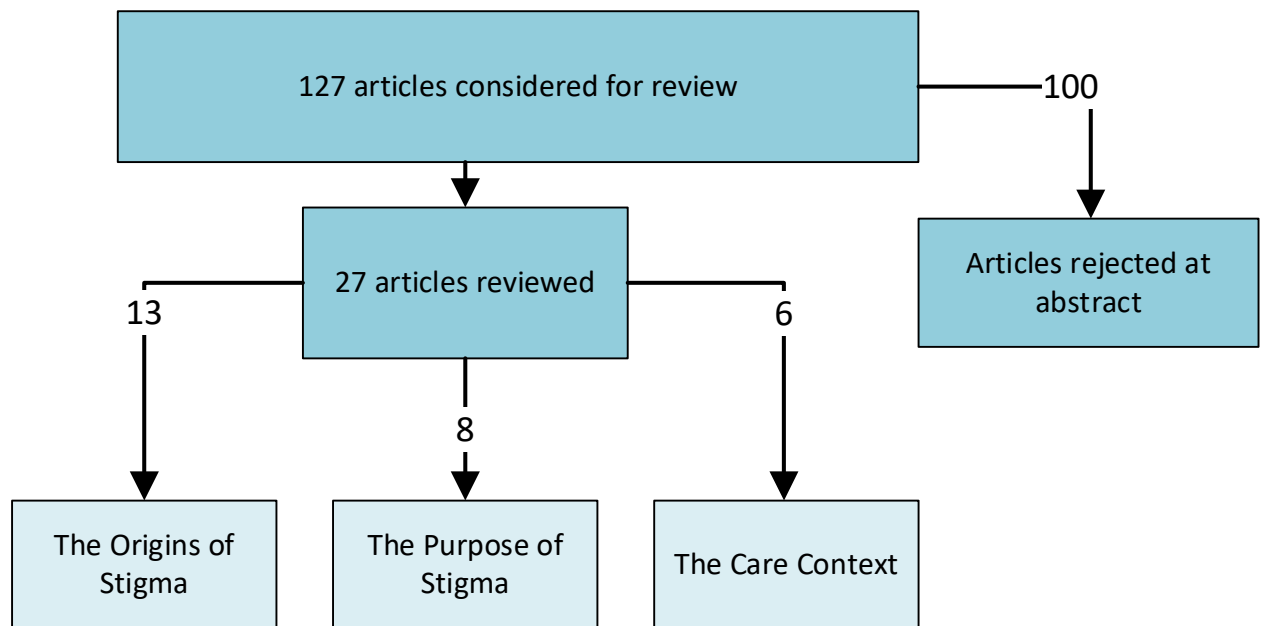 127 articles considered for review
100
27 articles reviewed
Articles rejected at
abstract
13
6
8
The Origins of
Stigma
The Purpose of
Stigma
The Care Context